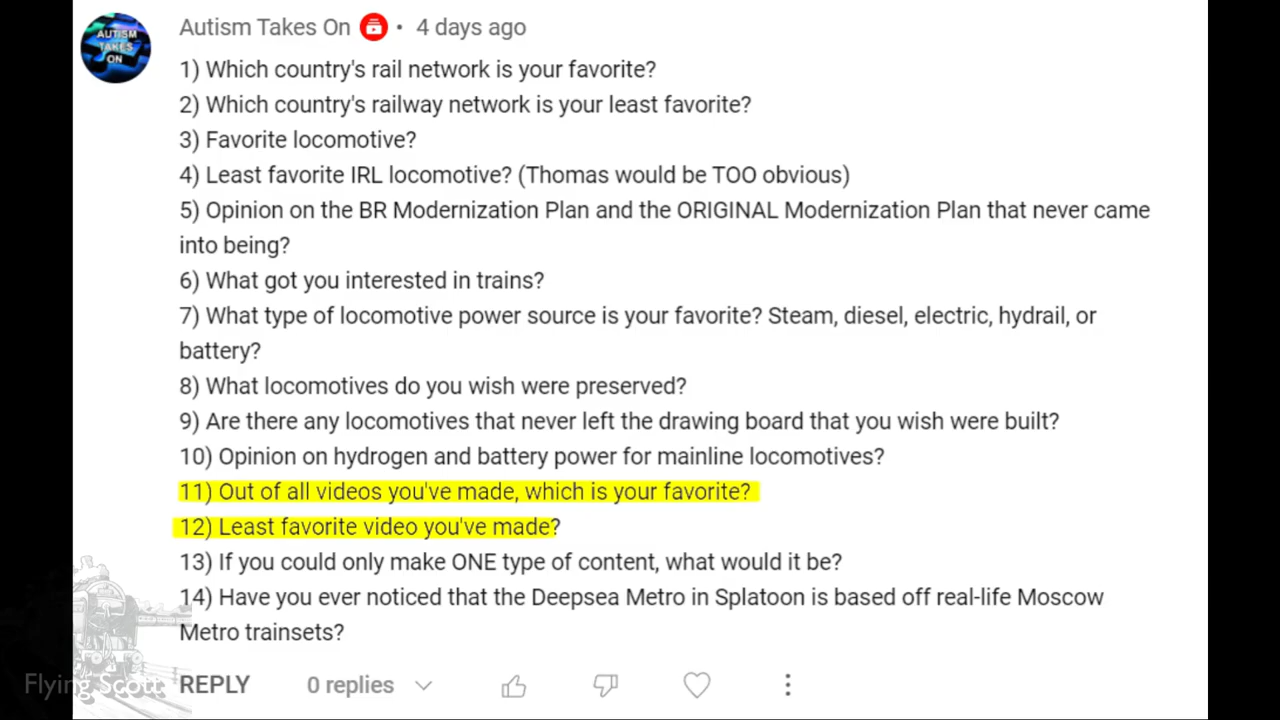 AUTISM
TAKES
ON
Autism Takes On • 4 days ago
1) Which country's rail network is your favorite?
2) Which country's railway network is your least favorite?
3) Favorite locomotive?
4) Least favorite IRL locomotive? (Thomas would be TOO obvious)
5) Opinion on the BR Modernization Plan and the ORIGINAL Modernization Plan that never came
into being?
6) What got you interested in trains?
7) What type of locomotive power source is your favorite? Steam, diesel, electric, hydrail, or
battery?
8) What locomotives do you wish were preserved?
9) Are there any locomotives that never left the drawing board that you wish were built?
10) Opinion on hydrogen and battery power for mainline locomotives?
11) Out of all videos you've made, which is your favorite?
12) Least favorite video you've made?
13) If you could only make ONE type of content, what would it be?
14) Have you ever noticed that the Deepsea Metro in Splatoon is based off real-life Moscow
Metro trainsets?
Flying Scott
REPLY 0 replies